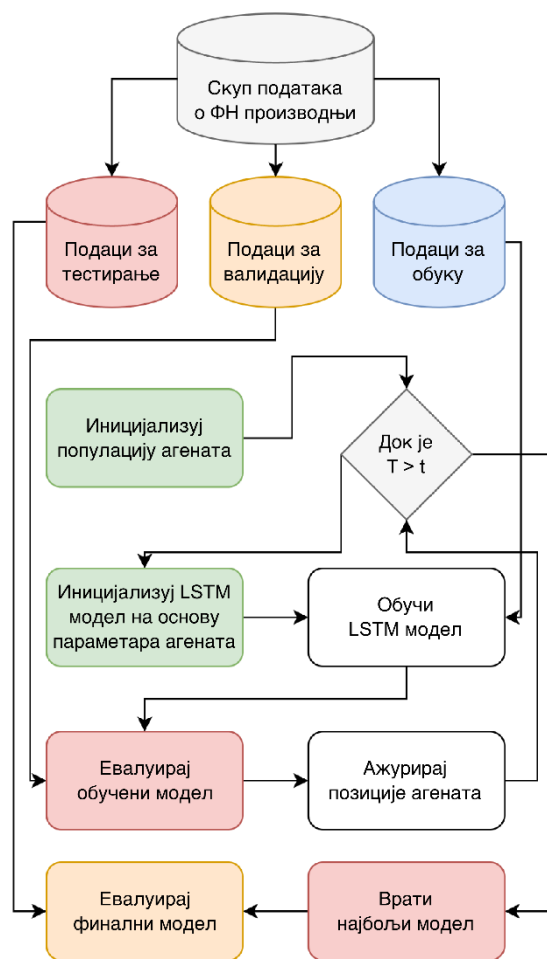 Скуп података
о ФН производњи
Подаци за
тестирање
Подаци за
валидацију
Подаци за
обуку
Иницијализуј
популацију агената
Док је
T > t
Иницијализуј LSTM
модел на основу
параметара агената
Обучи
LSTM модел
Евалуирај
обучени модел
Ажурирај
позиције агената
Евалуирај
финални модел
Врати
најбољи модел